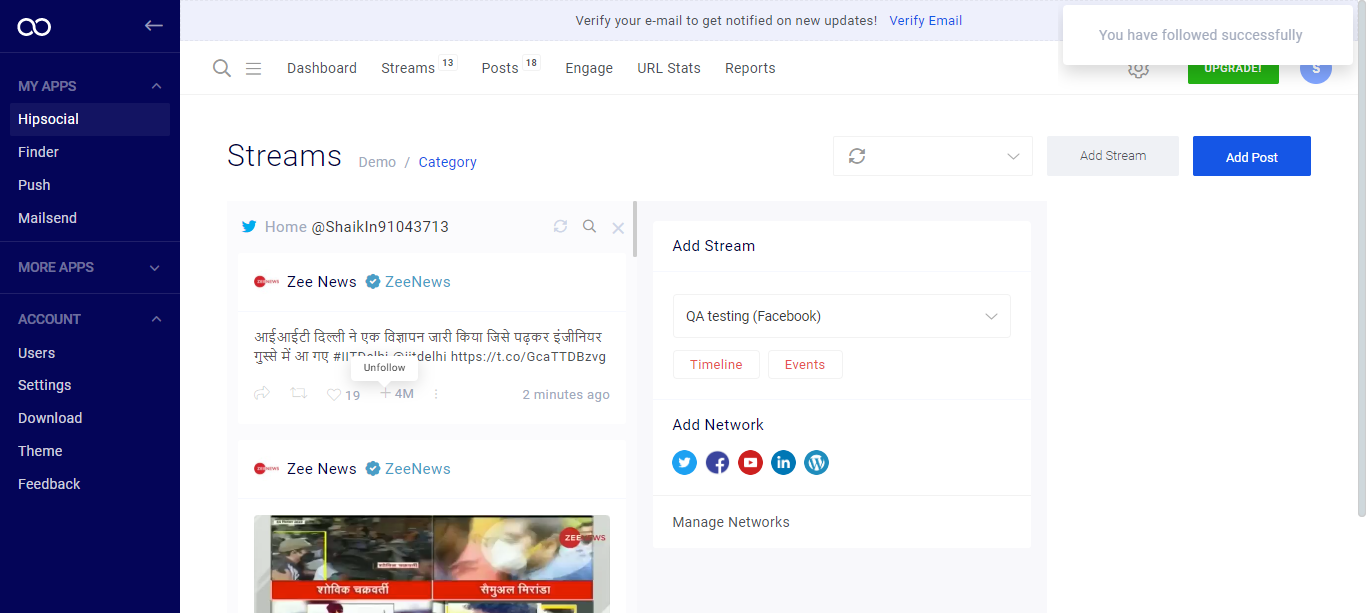 Verify your e-mail to get notified on new updates! Verify Email
You have followed successfully
MY APPS
Hipsocial
Finder
Push
Mailsend
MORE APPS
ACCOUNT
Users
Settings
Download
Theme
Feedback
Dashboard Streams 13 Posts 18 Engage URL Stats Reports
UPGRADE!
S
Streams Demo / Category
Add Stream
Add Post
Home @ShaikIn91043713
Zee News ZeeNews
आईआईटी दिल्ली ने एक विज्ञापन जारी किया जिसे पढ़कर इंजीनियर
गुस्से में आ गए #IITDelhi @iitdelhi https://t.co/GcaTTDBzvg
Unfollow
19 4M 2 minutes ago
Zee News ZeeNews
ZEE NEWS
शोविक चक्रवर्ती
शोविक चक्रवर्ती
सैमुअल मिरांडा
Add Stream
QA testing (Facebook)
Timeline Events
Add Network
Manage Networks